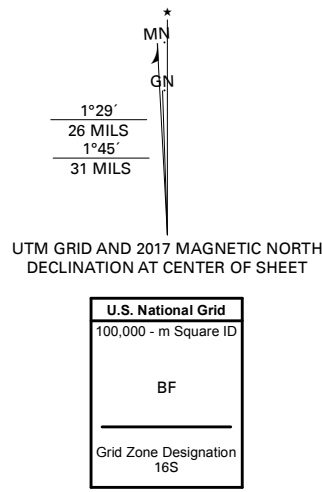 ★
MN
GN
1°29´
26 MILS
1°45´
31 MILS
UTM GRID AND 2017 MAGNETIC NORTH
DECLINATION AT CENTER OF SHEET
U.S. National Grid
100,000 - m Square ID
BF
Grid Zone Designation
16S